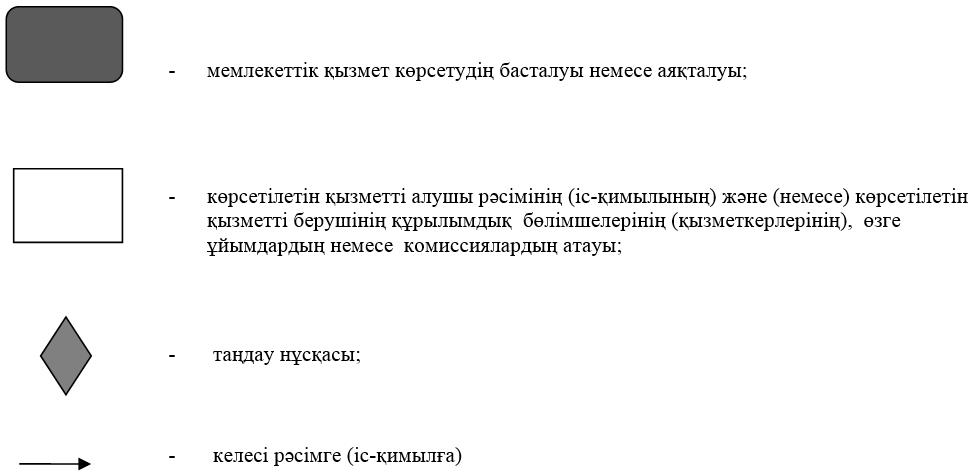 - мемлекеттік қызмет көрсетудің басталуы немесе аяқталуы;
- көрсетілетін қызметті алушы рәсімінің (іс-қимылының) және (немесе) көрсетілетін
қызметті берушінің құрылымдық бөлімшелерінің (қызметкерлерінің), өзге
ұйымдардың немесе комиссиялардың атауы;
- таңдау нұсқасы;
- келесі рәсімге (іс-қимылға)